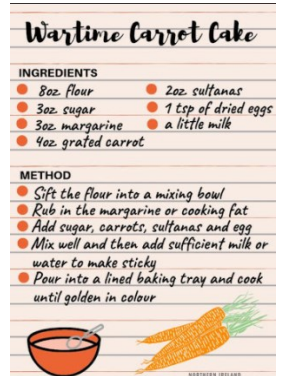 Wartime Carrot Cake
INGREDIENTS
8oz flour
3oz sugar
3oz margarine
4oz grated carrot
2oz sultanas
1 tsp of dried eggs
a little milk
METHOD
Sift the flour into a mixing bowl
Rub in the margarine or cooking fat
Add sugar, carrots, sultanas and egg
Mix well and then add sufficient milk or
water to make sticky
Pour into a lined baking tray and cook
until golden in colour
NORTHERN IRELAND